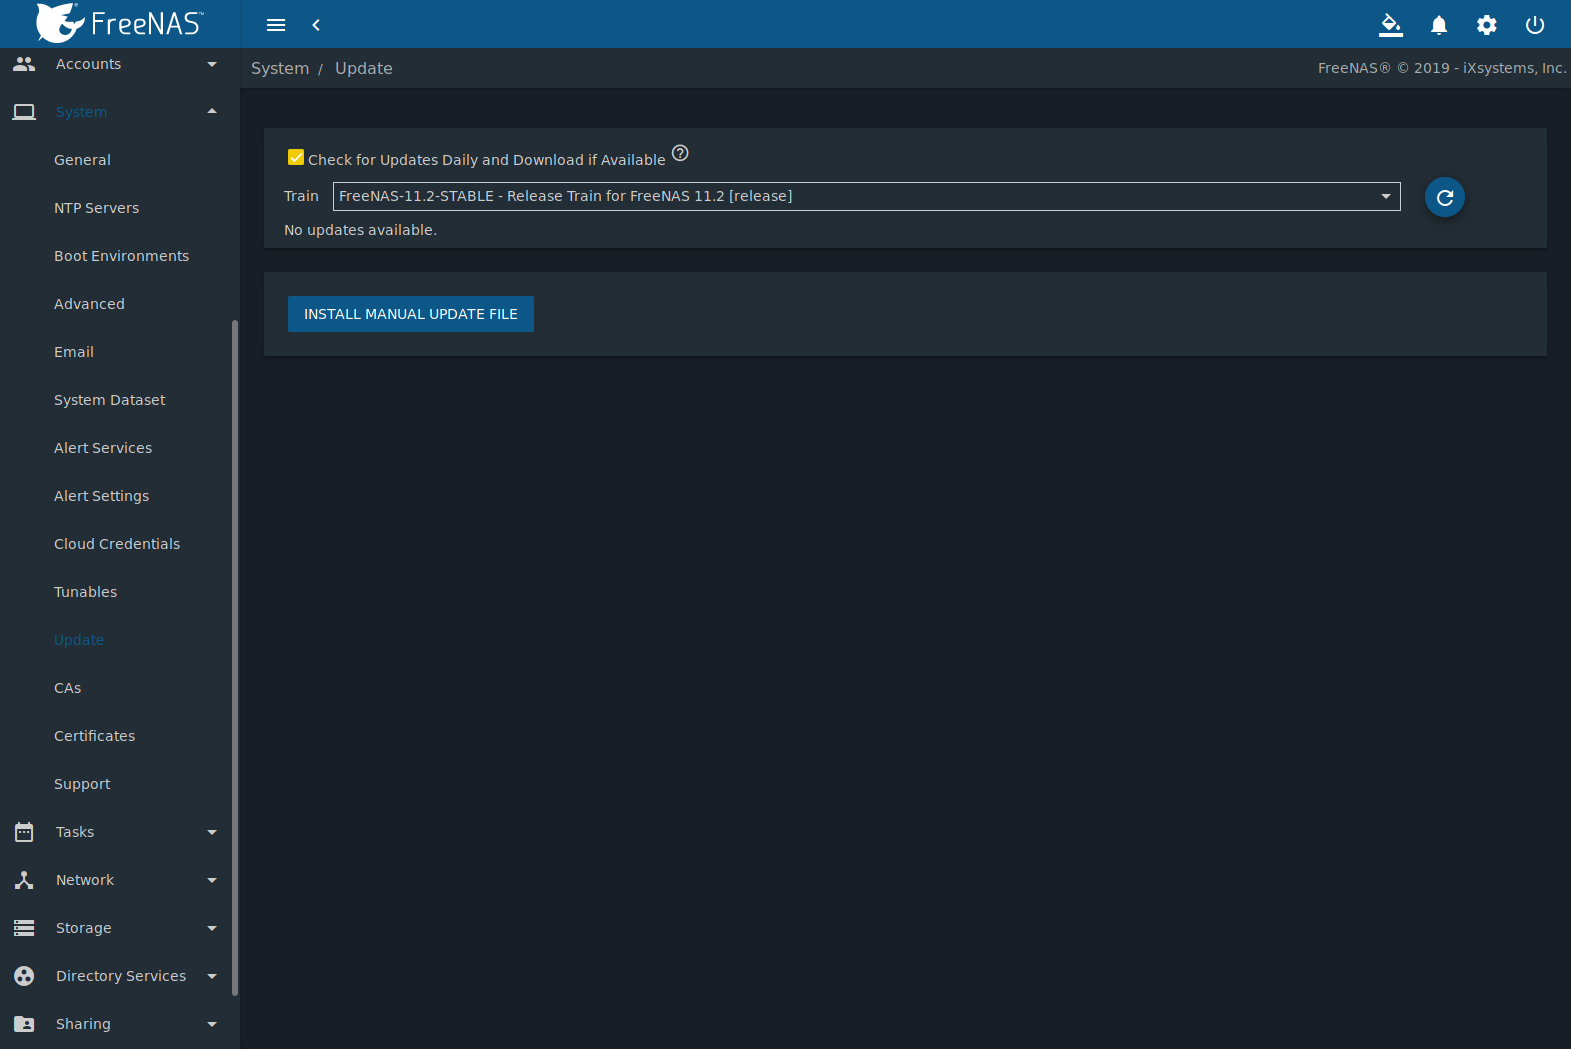 FreeNAS™
Accounts
System
General
NTP Servers
Boot Environments
Advanced
Email
System Dataset
Alert Services
Alert Settings
Cloud Credentials
Tunables
Update
CAs
Certificates
Support
Tasks
Network
Storage
Directory Services
Sharing
System / Update
FreeNAS® © 2019 - iXsystems, Inc.
Check for Updates Daily and Download if Available
Train FreeNAS-11.2-STABLE - Release Train for FreeNAS 11.2 [release]
No updates available.
INSTALL MANUAL UPDATE FILE